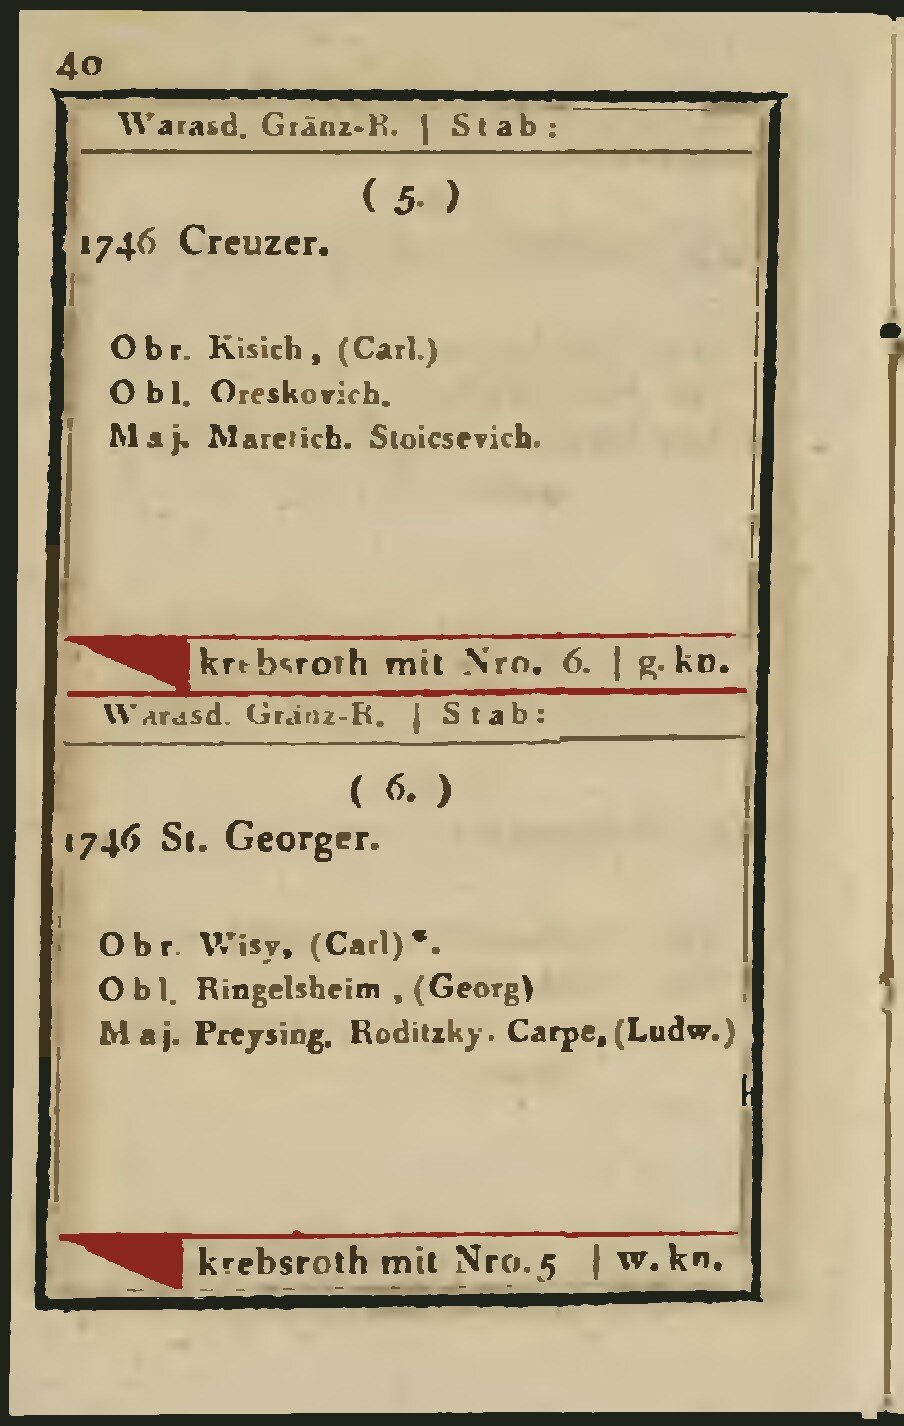 40
Warasd. Gränz-R. | Stab:
( 5. )
1746 Creuzer.
Obr. Kisich, (Carl.)
Obl. Oreskovich.
Maj. Maretich. Stoicsevich.
krebsroth mit Nro. 6. | g. kn.
Warasd. Gränz-R. | Stab:
( 6. )
1746 St. Georger.
Obr. Wisy, (Carl) *.
Obl. Ringelsheim , (Georg)
Maj. Preysing. Roditzky. Carpe, (Ludw.)
krebsroth mit Nro. 5 | w. kn.